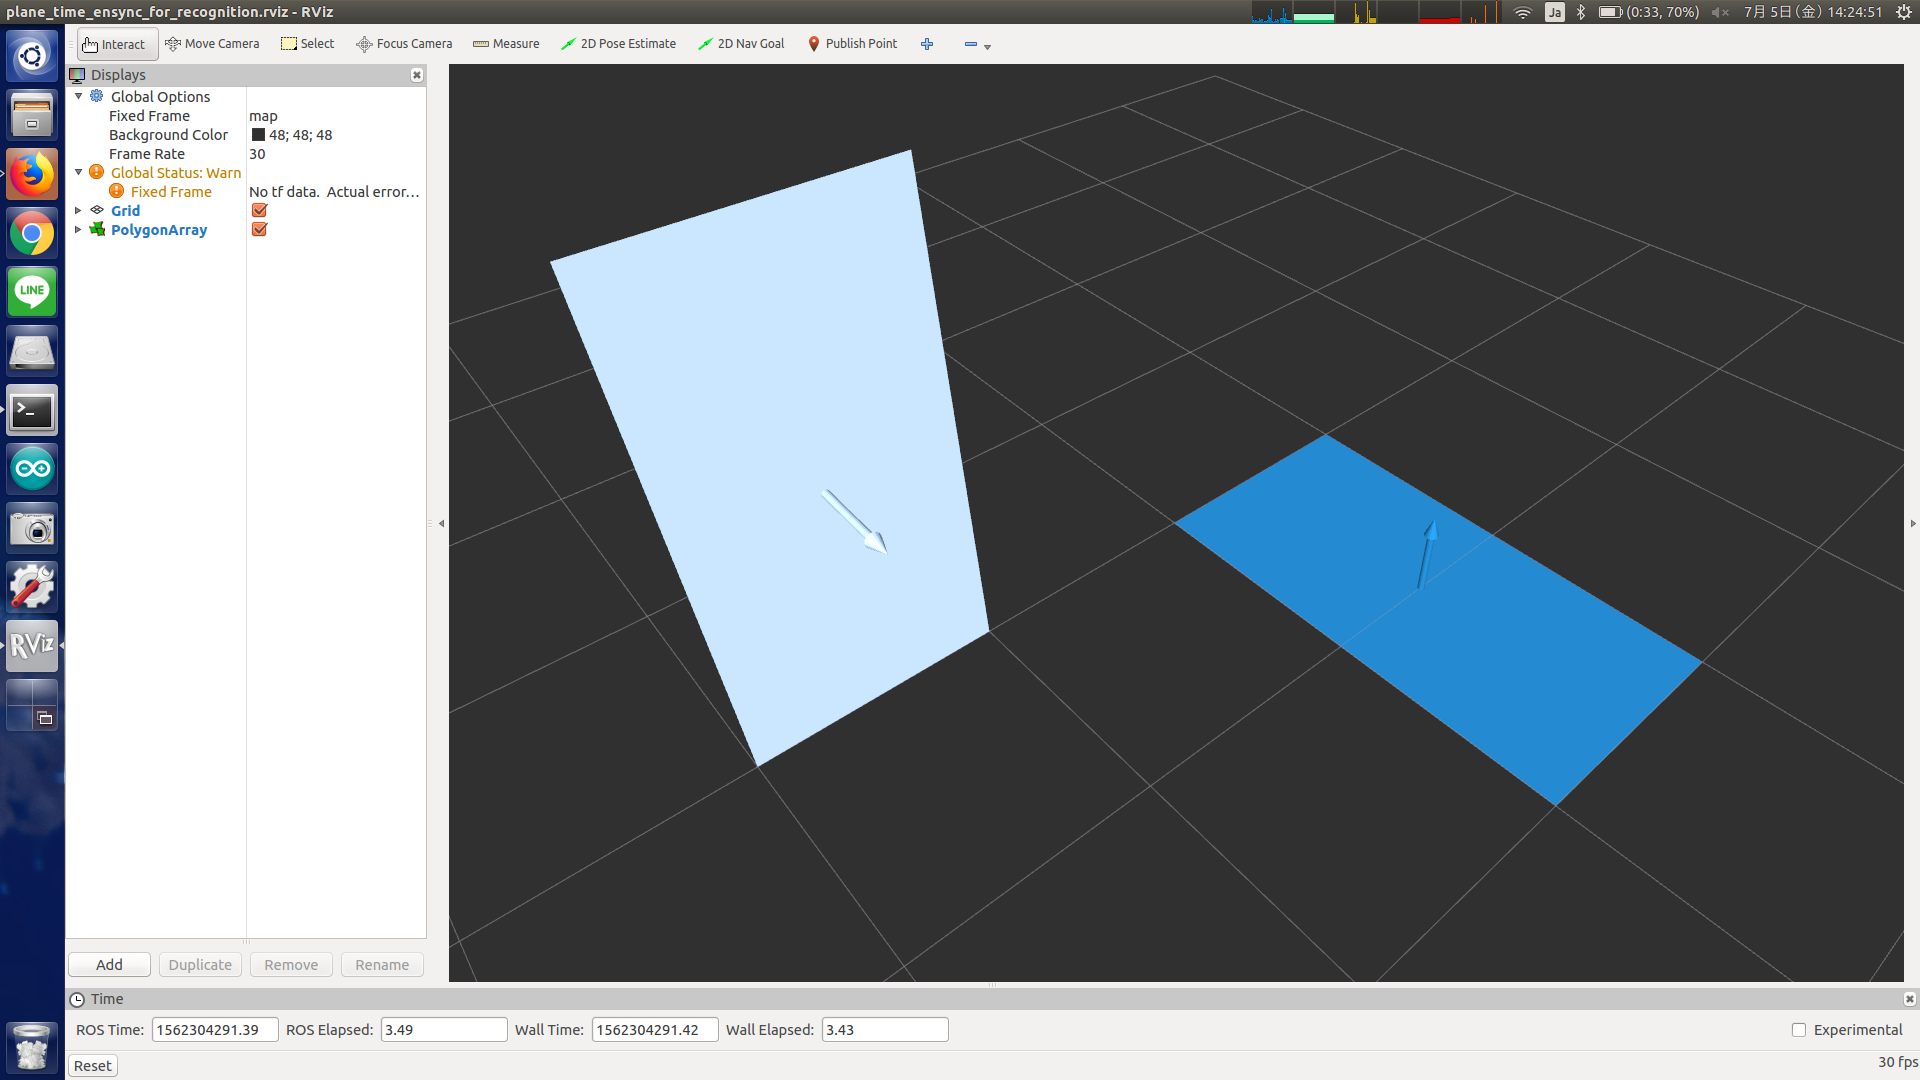 plane_time_ensync_for_recognition.rviz - RViz
Ja
(0:33, 70%)
7月 5日(金) 14:24:51
Interact
Move Camera
Select
Focus Camera
Measure
2D Pose Estimate
2D Nav Goal
Publish Point
Displays
Global Options
Fixed Frame map
Background Color 48; 48; 48
Frame Rate 30
Global Status: Warn
Fixed Frame No tf data. Actual error...
Grid
PolygonArray
LINE
RViz
Add
Duplicate
Remove
Rename
Time
ROS Time: 1562304291.39 ROS Elapsed: 3.49 Wall Time: 1562304291.42 Wall Elapsed: 3.43 Experimental
Reset
30 fps